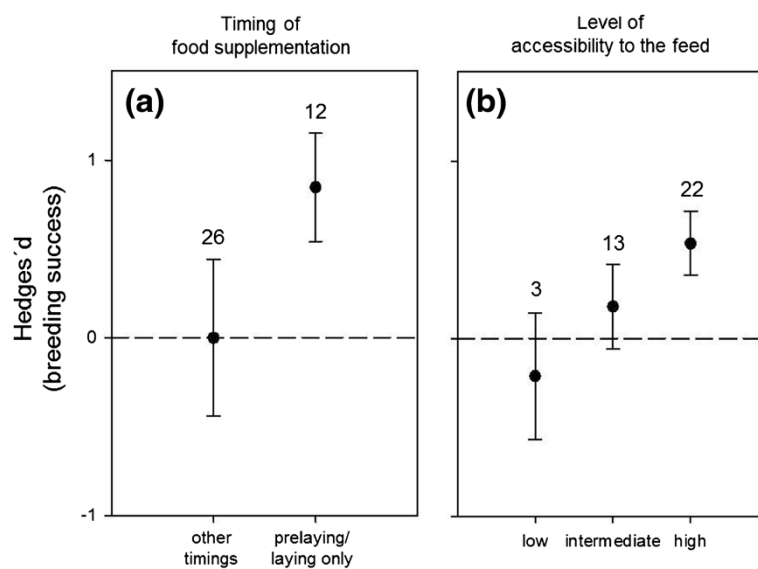 Timing of
food supplementation
Level of
accessibility to the feed
Hedges´d
(breeding success)
1
0
-1
(a)
26
12
other
timings
prelaying/
laying only
(b)
3
13
22
low
intermediate
high